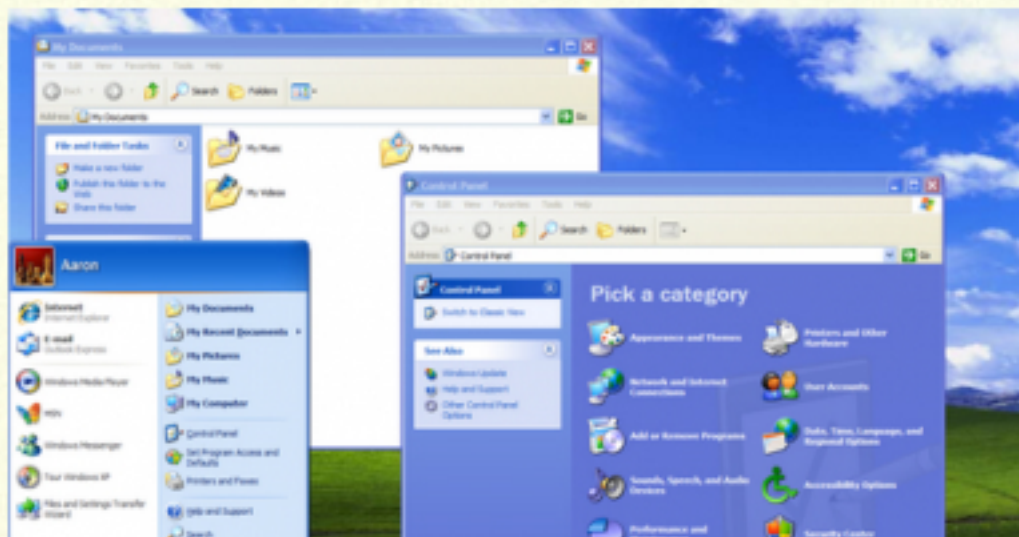 My Documents
File Edit View Favorites Tools Help
Back Search Folders
Address My Documents Go
File and Folder Tasks
Make a new folder
Publish this folder to the
Web
Share this folder
My Music
My Pictures
My Videos
Control Panel
File Edit View Favorites Tools Help
Back Search Folders
Address Control Panel Go
Control Panel
Switch to Classic View
See Also
Windows Update
Help and Support
Other Control Panel
Options
Pick a category
Appearance and Themes
Printers and Other
Hardware
Network and Internet
Connections
User Accounts
Add or Remove Programs
Date, Time, Language, and
Regional Options
Sounds, Speech, and Audio
Devices
Accessibility Options
Performance and
Security Center
Aaron
Internet
Internet Explorer
E-mail
Outlook Express
Windows Media Player
MSN
Windows Messenger
Tour Windows XP
Files and Settings Transfer
Wizard
My Documents
My Recent Documents
My Pictures
My Music
My Computer
Control Panel
Set Program Access and
Defaults
Printers and Faxes
Help and Support
Search